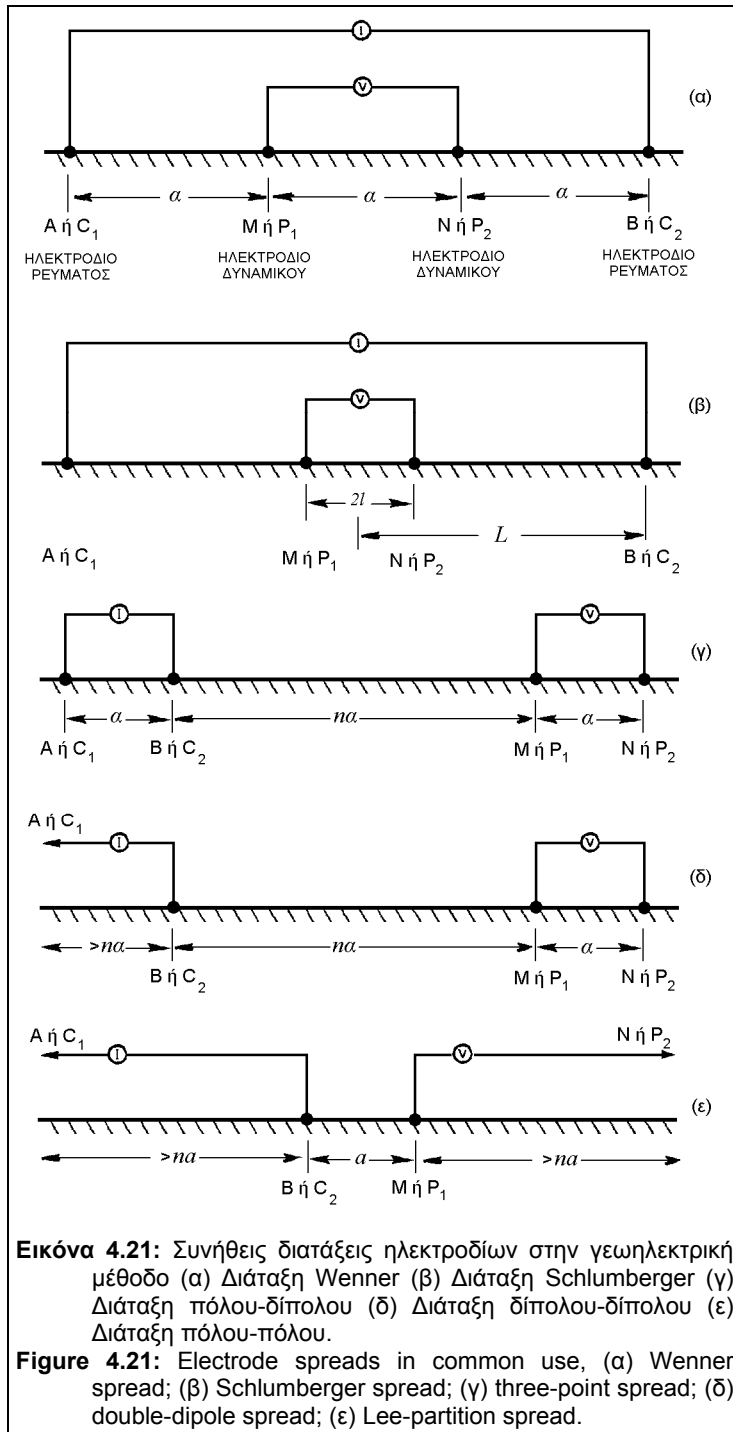 I
V
(α)
α α α
Α ή C1 Μ ή P1 Ν ή P2 Β ή C2
ΗΛΕΚΤΡΟΔΙΟ ΗΛΕΚΤΡΟΔΙΟ ΗΛΕΚΤΡΟΔΙΟ ΗΛΕΚΤΡΟΔΙΟ
ΡΕΥΜΑΤΟΣ ΔΥΝΑΜΙΚΟΥ ΔΥΝΑΜΙΚΟΥ ΡΕΥΜΑΤΟΣ
I
V
(β)
2l
L
Α ή C1 Μ ή P1 Ν ή P2 Β ή C2
I V
(γ)
α nα α
Α ή C1 Β ή C2 Μ ή P1 Ν ή P2
Α ή C1
I V
(δ)
>nα nα α
Β ή C2 Μ ή P1 Ν ή P2
Α ή C1 Ν ή P2
I V
(ε)
>na a >na
Β ή C2 Μ ή P1
Εικόνα 4.21: Συνήθεις διατάξεις ηλεκτροδίων στην γεωηλεκτρική
μέθοδο (α) Διάταξη Wenner (β) Διάταξη Schlumberger (γ)
Διάταξη πόλου-δίπολου (δ) Διάταξη δίπολου-δίπολου (ε)
Διάταξη πόλου-πόλου.
Figure 4.21: Electrode spreads in common use, (α) Wenner
spread; (β) Schlumberger spread; (γ) three-point spread; (δ)
double-dipole spread; (ε) Lee-partition spread.